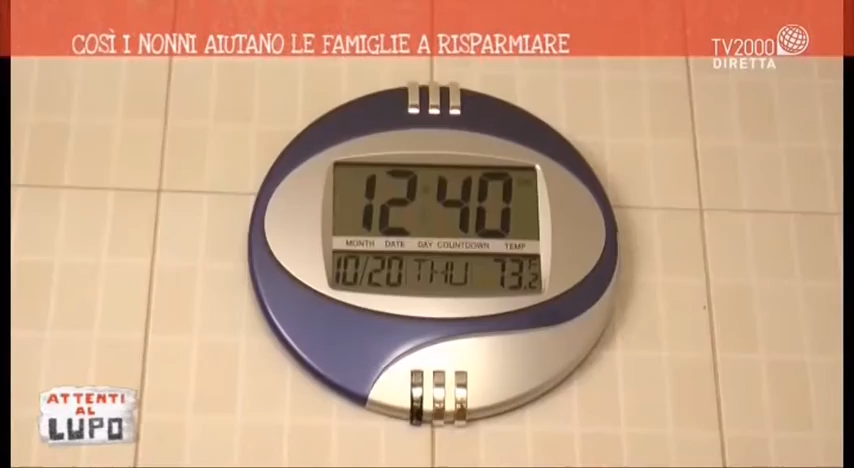 COSÌ I NONNI AIUTANO LE FAMIGLIE A RISPARMIARE
TV2000
DIRETTA
12:40
MONTH DATE DAY COUNTDOWN TEMP
10/20 THU 73.2 °F
ATTENTI
AL
LUPO